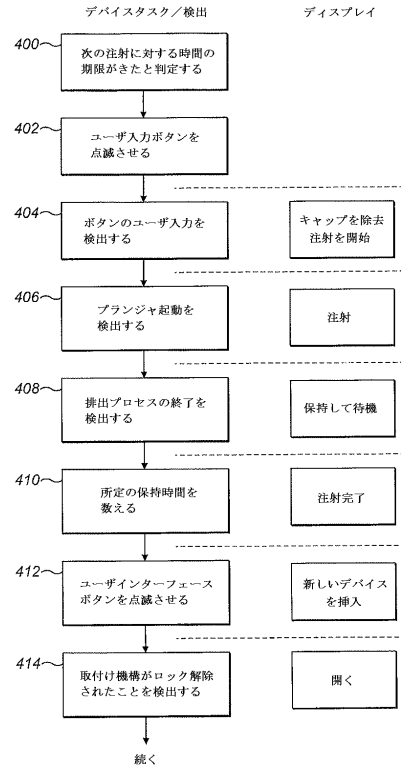 デバイスタスク／検出
ディスプレイ
400
次の注射に対する時間の
期限がきたと判定する
402
ユーザ入力ボタンを
点滅させる
404
ボタンのユーザ入力を
検出する
キャップを除去
注射を開始
406
プランジャ起動を
検出する
注射
408
排出プロセスの終了を
検出する
保持して待機
410
所定の保持時間を
数える
注射完了
412
ユーザインターフェース
ボタンを点滅させる
新しいデバイス
を挿入
414
取付け機構がロック解除
されたことを検出する
開く
続く